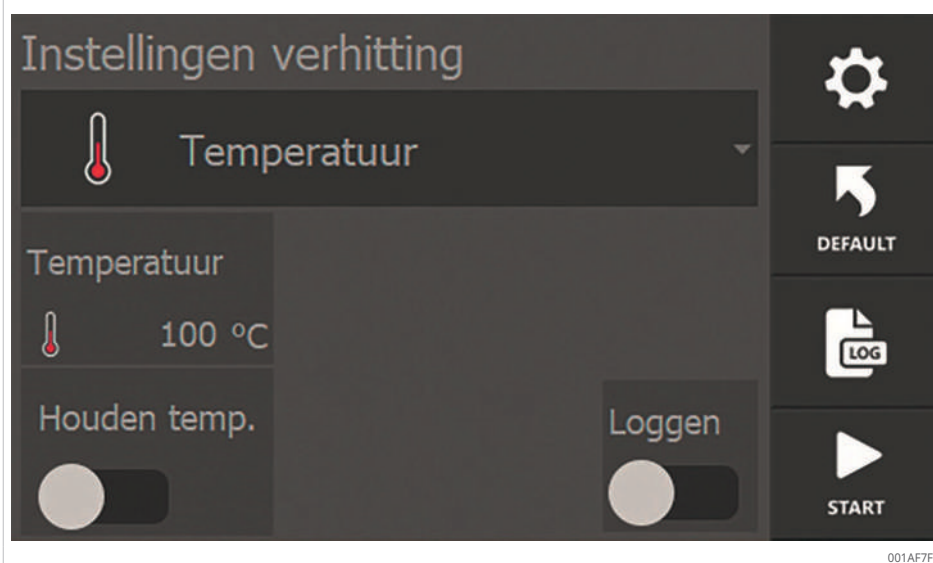 Instellingen verhitting
Temperatuur
DEFAULT
Temperatuur
100 °C
LOG
Houden temp.
Loggen
START
001AF7F